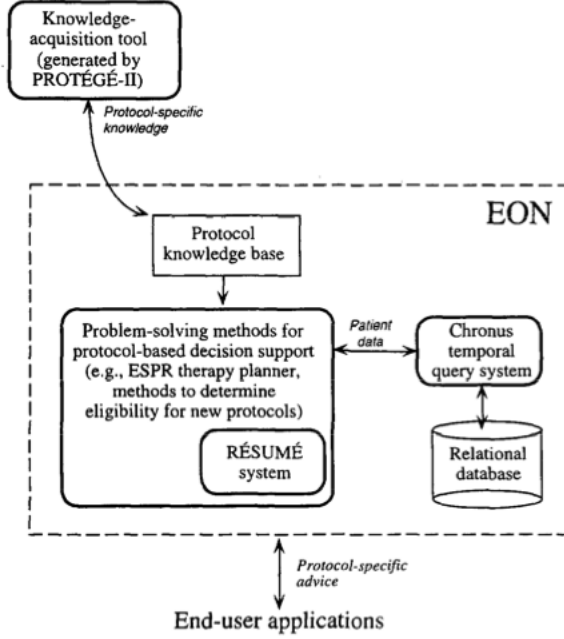 Knowledge-
acquisition tool
(generated by
PROTÉGÉ-II)
Protocol-specific
knowledge
EON
Protocol
knowledge base
Problem-solving methods for
protocol-based decision support
(e.g., ESPR therapy planner,
methods to determine
eligibility for new protocols)
RÉSUMÉ
system
Patient
data
Chronus
temporal
query system
Relational
database
Protocol-specific
advice
End-user applications